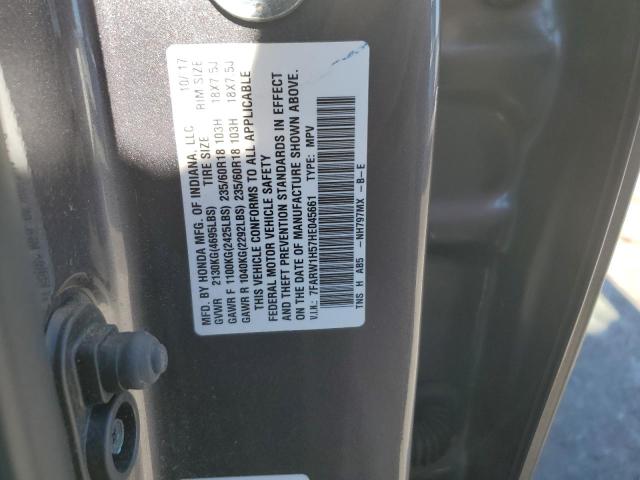 MFD. BY HONDA MFG. OF INDIANA, LLC 10/17
TIRE SIZE RIM SIZE
GVWR 2130KG(4695LBS)
GAWR F 1100KG(2425LBS) 235/60R18 103H 18X7.5J
GAWR R 1040KG(2292LBS) 235/60R18 103H 18X7.5J
THIS VEHICLE CONFORMS TO ALL APPLICABLE
FEDERAL MOTOR VEHICLE SAFETY
AND THEFT PREVENTION STANDARDS IN EFFECT
ON THE DATE OF MANUFACTURE SHOWN ABOVE.
V.I.N.: 7FARW1H57HE045661 TYPE: MPV
TNS H AB5 -NH797MX -B-E